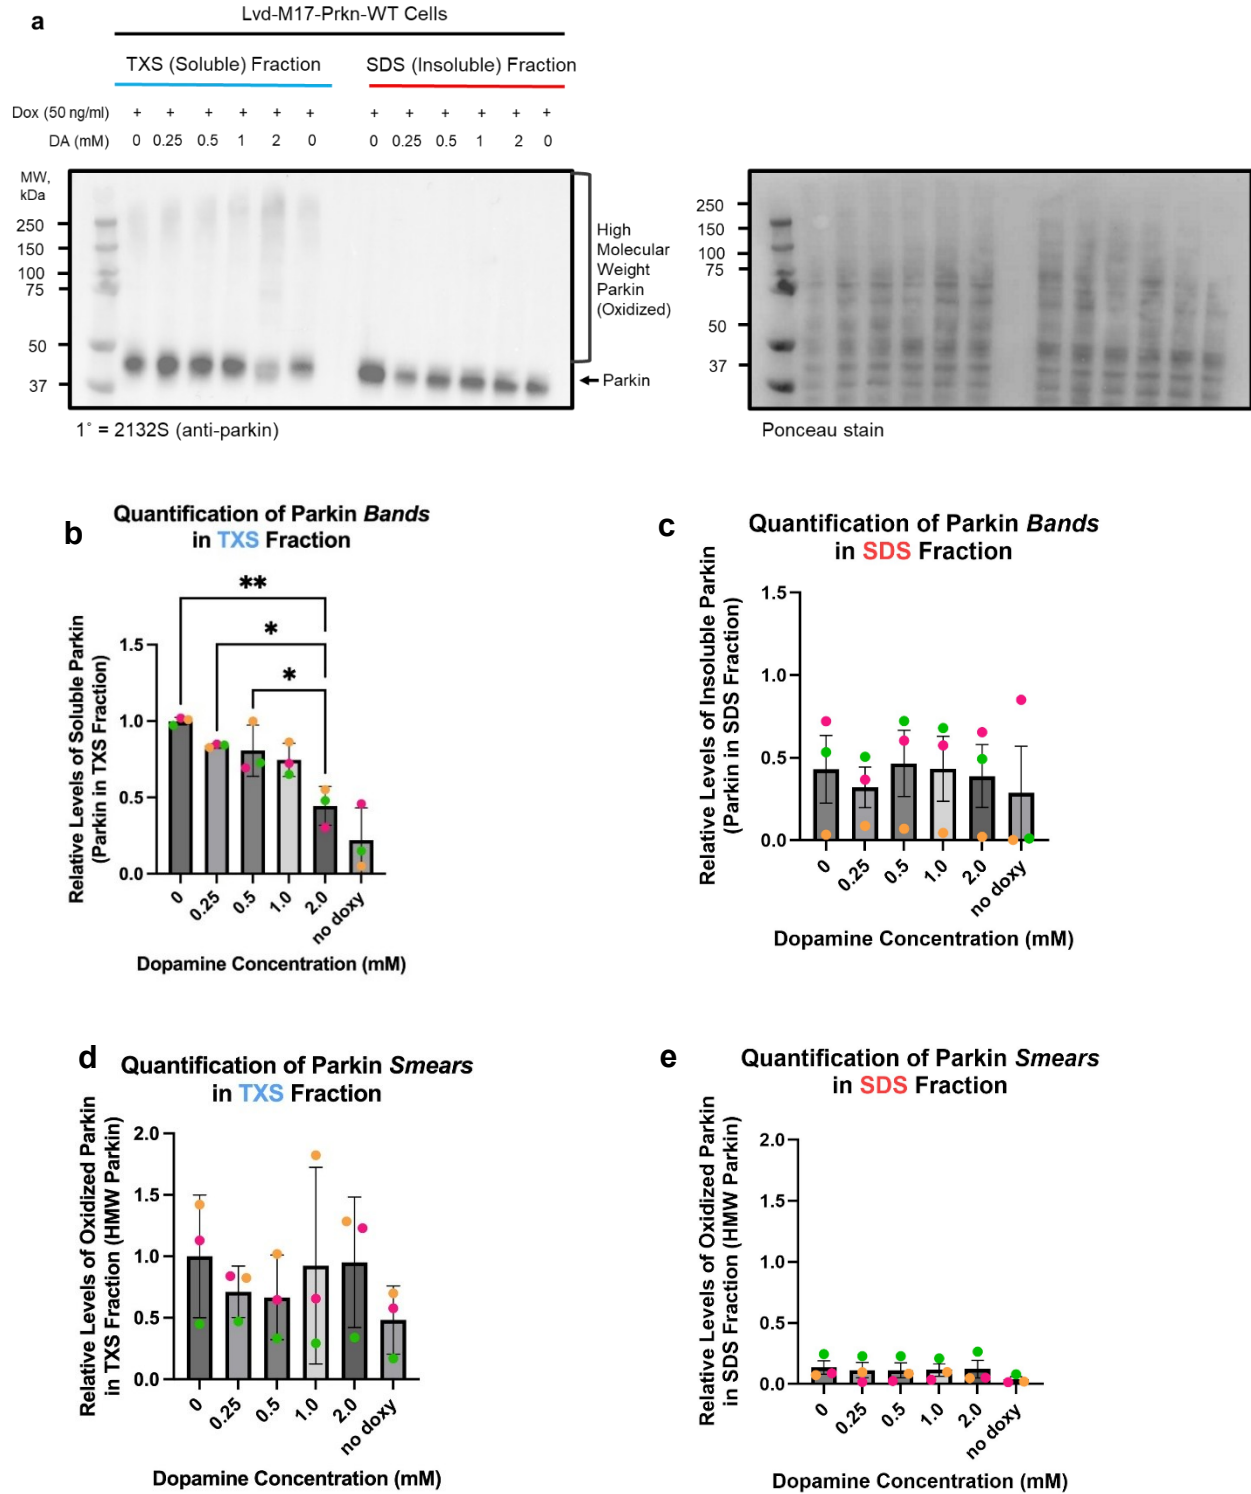 a
Lvd-M17-Prkn-WT Cells
TXS (Soluble) Fraction
SDS (Insoluble) Fraction
Dox (50 ng/ml) + + + + + + + + + + + +
DA (mM) 0 0.25 0.5 1 2 0 0 0.25 0.5 1 2 0
MW,
kDa
250
150
100
75
50
37
High
Molecular
Weight
Parkin
(Oxidized)
Parkin
1° = 2132S (anti-parkin)
250
150
100
75
50
37
Ponceau stain
b
Quantification of Parkin Bands
in TXS Fraction
Relative Levels of Soluble Parkin
(Parkin in TXS Fraction)
**
*
*
1.5
1.0
0.5
0.0
0 0.25 0.5 1.0 2.0 no doxy
Dopamine Concentration (mM)
c
Quantification of Parkin Bands
in SDS Fraction
Relative Levels of Insoluble Parkin
(Parkin in SDS Fraction)
1.5
1.0
0.5
0.0
0 0.25 0.5 1.0 2.0 no doxy
Dopamine Concentration (mM)
d
Quantification of Parkin Smears
in TXS Fraction
Relative Levels of Oxidized Parkin
in TXS Fraction (HMW Parkin)
2.0
1.5
1.0
0.5
0.0
0 0.25 0.5 1.0 2.0 no doxy
Dopamine Concentration (mM)
e
Quantification of Parkin Smears
in SDS Fraction
Relative Levels of Oxidized Parkin
in SDS Fraction (HMW Parkin)
2.0
1.5
1.0
0.5
0.0
0 0.25 0.5 1.0 2.0 no doxy
Dopamine Concentration (mM)